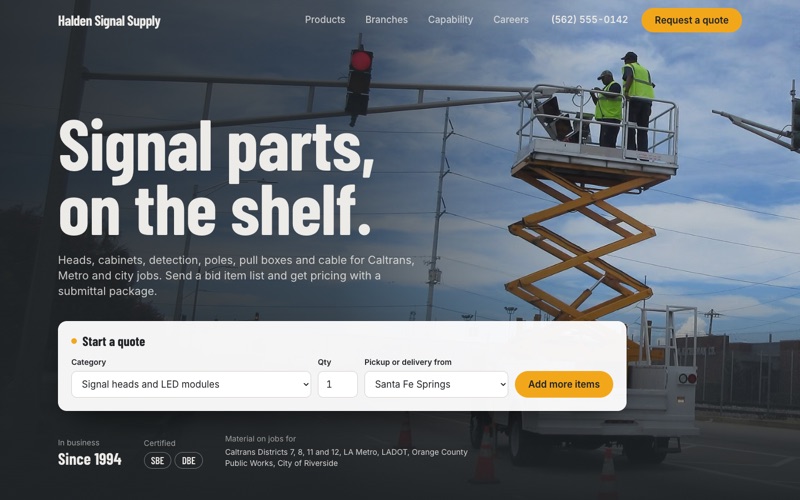 Halden Signal Supply
Products
Branches
Capability
Careers
(562) 555-0142
Request a quote
Signal parts,
on the shelf.
Heads, cabinets, detection, poles, pull boxes and cable for Caltrans,
Metro and city jobs. Send a bid item list and get pricing with a
submittal package.
Start a quote
Category
Qty
Pickup or delivery from
Signal heads and LED modules
1
Santa Fe Springs
Add more items
In business
Since 1994
Certified
SBE
DBE
Material on jobs for
Caltrans Districts 7, 8, 11 and 12, LA Metro, LADOT, Orange County
Public Works, City of Riverside